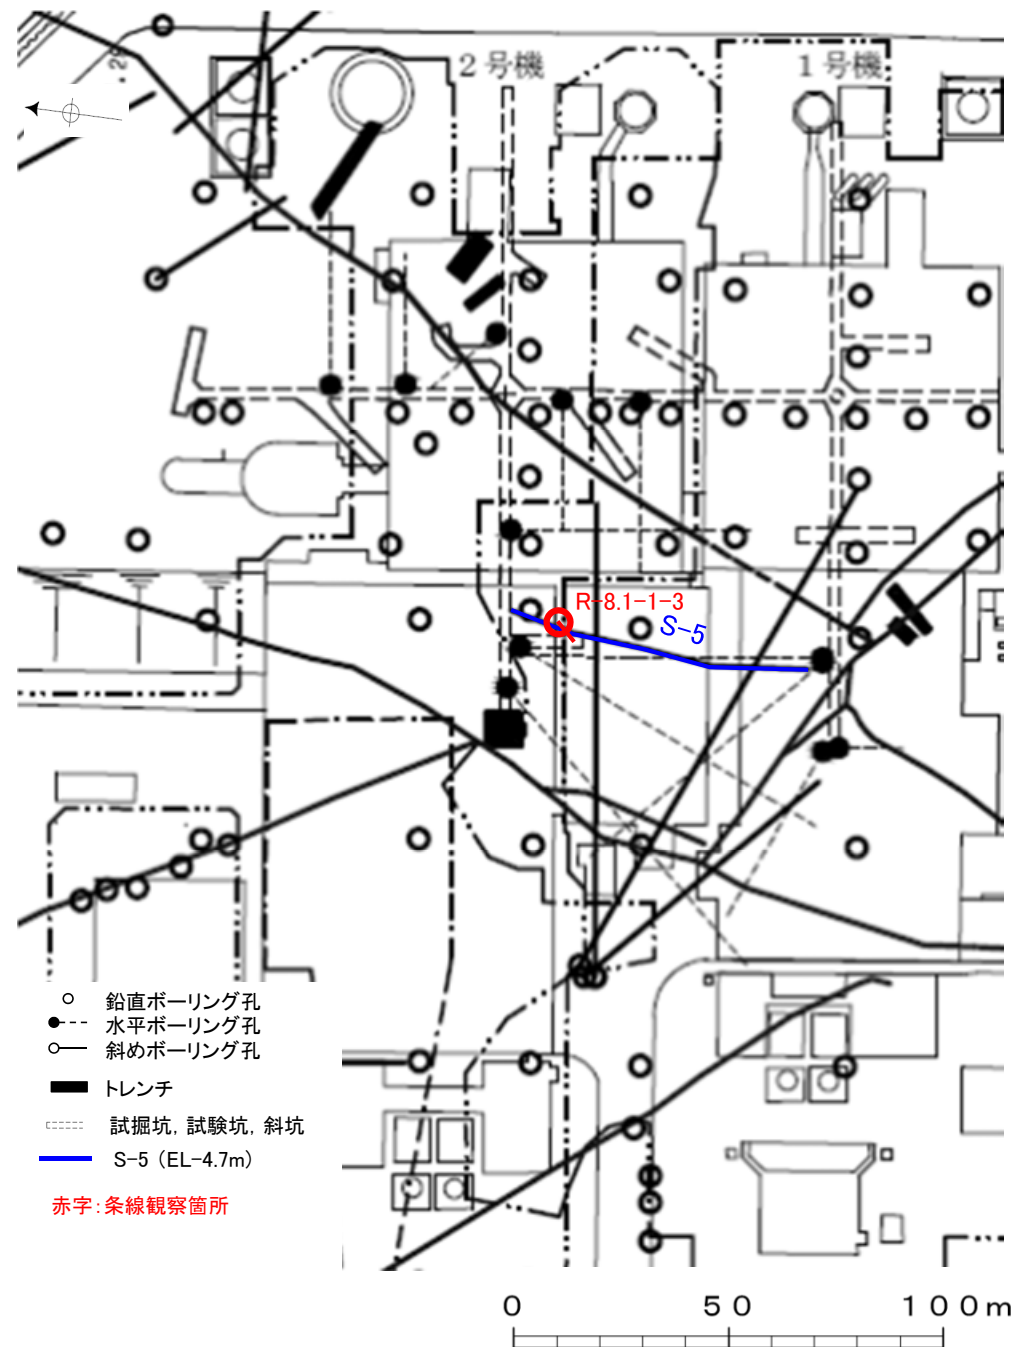 2号機
1号機
R-8.1-1-3
S-5
鉛直ボーリング孔
水平ボーリング孔
斜めボーリング孔
トレンチ
試掘坑, 試験坑, 斜坑
S-5 (EL-4.7m)
赤字:条線観察箇所
0 50 100m